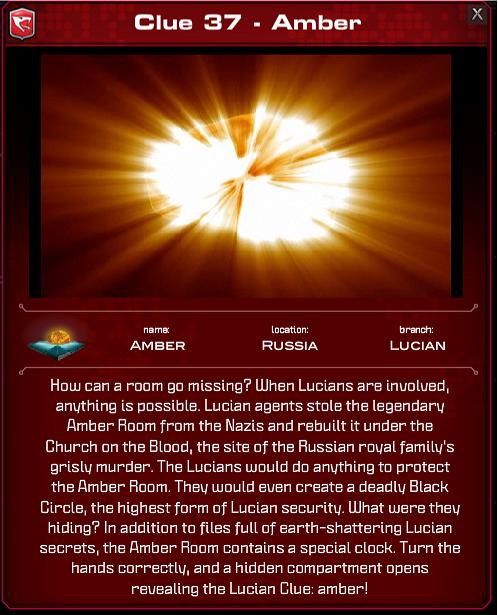 Clue 37 - Amber
X
name: location: branch:
AMBER RUSSIA LUCIAN
How can a room go missing? When Lucians are involved,
anything is possible. Lucian agents stole the legendary
Amber Room from the Nazis and rebuilt it under the
Church on the Blood, the site of the Russian royal family's
grisly murder. The Lucians would do anything to protect
the Amber Room. They would even create a deadly Black
Circle, the highest form of Lucian security. What were they
hiding? In addition to files full of earth-shattering Lucian
secrets, the Amber Room contains a special clock. Turn the
hands correctly, and a hidden compartment opens
revealing the Lucian Clue: amber!